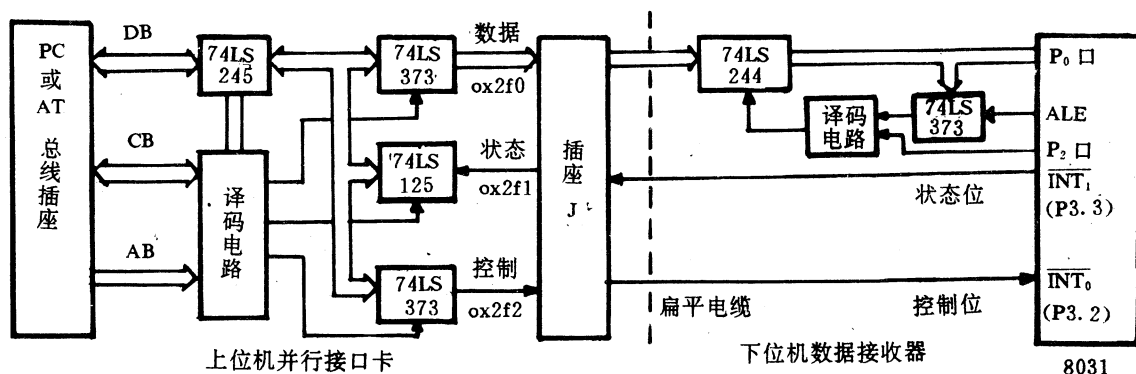 PC
或
AT
总线插座
DB
CB
AB
74LS
245
译码电路
74LS
373
74LS
125
74LS
373
数据
ox2f0
状态
ox2f1
控制
ox2f2
插座
J
上位机并行接口卡
扁平电缆
74LS
244
译码
电路
74LS
373
状态位
控制位
下位机数据接收器
P₀ 口
ALE
P₂ 口
INT₁
(P3.3)
INT₀
(P3.2)
8031